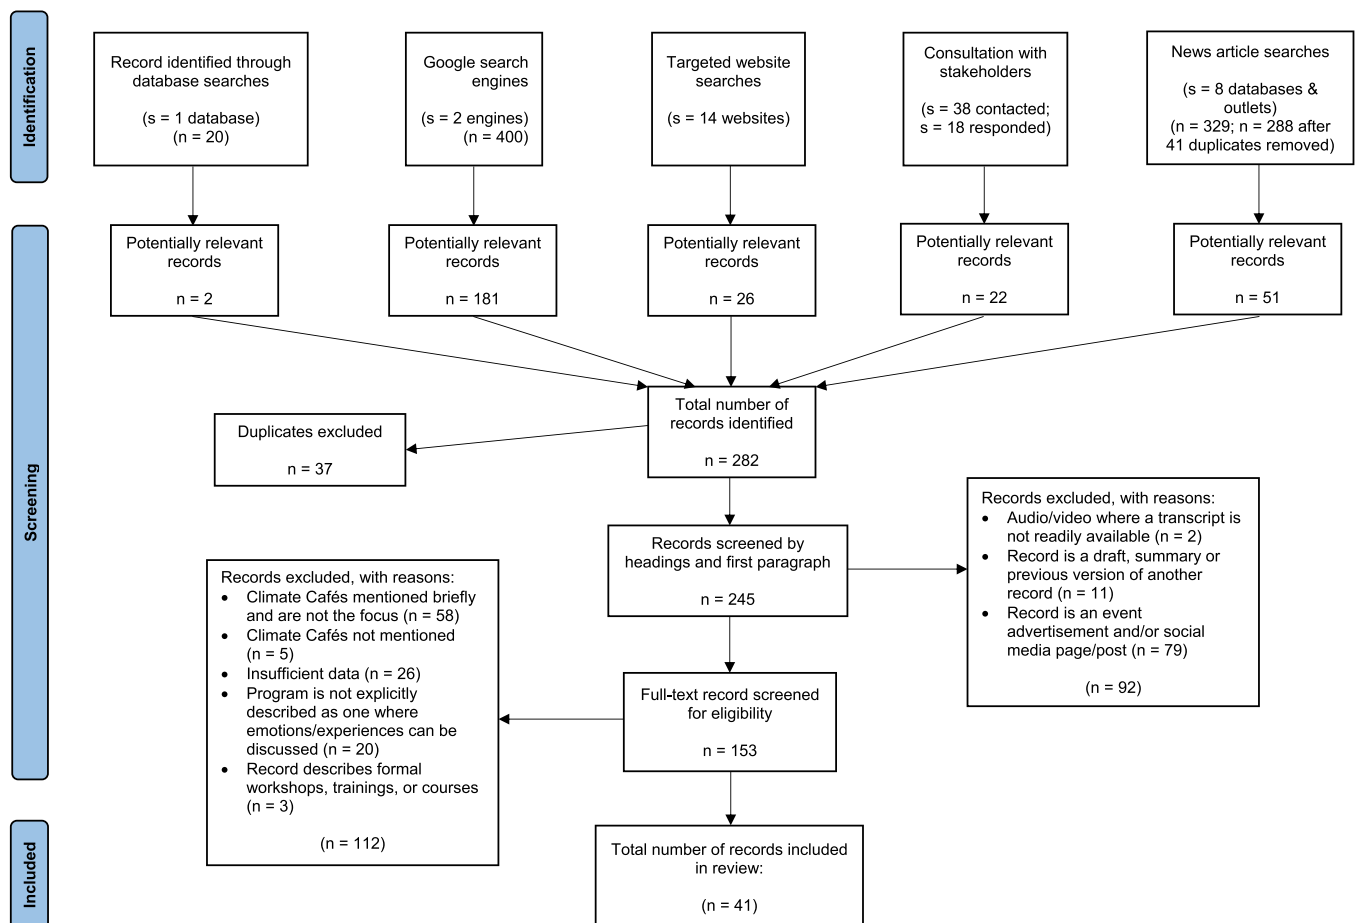 Identification
Record identified through
database searches
(s = 1 database)
(n = 20)
Google search
engines
(s = 2 engines)
(n = 400)
Targeted website
searches
(s = 14 websites)
Consultation with
stakeholders
(s = 38 contacted;
s = 18 responded)
News article searches
(s = 8 databases &
outlets)
(n = 329; n = 288 after
41 duplicates removed)
Screening
Potentially relevant
records
n = 2
Potentially relevant
records
n = 181
Potentially relevant
records
n = 26
Potentially relevant
records
n = 22
Potentially relevant
records
n = 51
Total number of
records identified
n = 282
Duplicates excluded
n = 37
Records screened by
headings and first paragraph
n = 245
Records excluded, with reasons:
• Audio/video where a transcript is
not readily available (n = 2)
• Record is a draft, summary or
previous version of another
record (n = 11)
• Record is an event
advertisement and/or social
media page/post (n = 79)
(n = 92)
Full-text record screened
for eligibility
n = 153
Records excluded, with reasons:
• Climate Cafés mentioned briefly
and are not the focus (n = 58)
• Climate Cafés not mentioned
(n = 5)
• Insufficient data (n = 26)
• Program is not explicitly
described as one where
emotions/experiences can be
discussed (n = 20)
• Record describes formal
workshops, trainings, or courses
(n = 3)
(n = 112)
Included
Total number of records included
in review:
(n = 41)